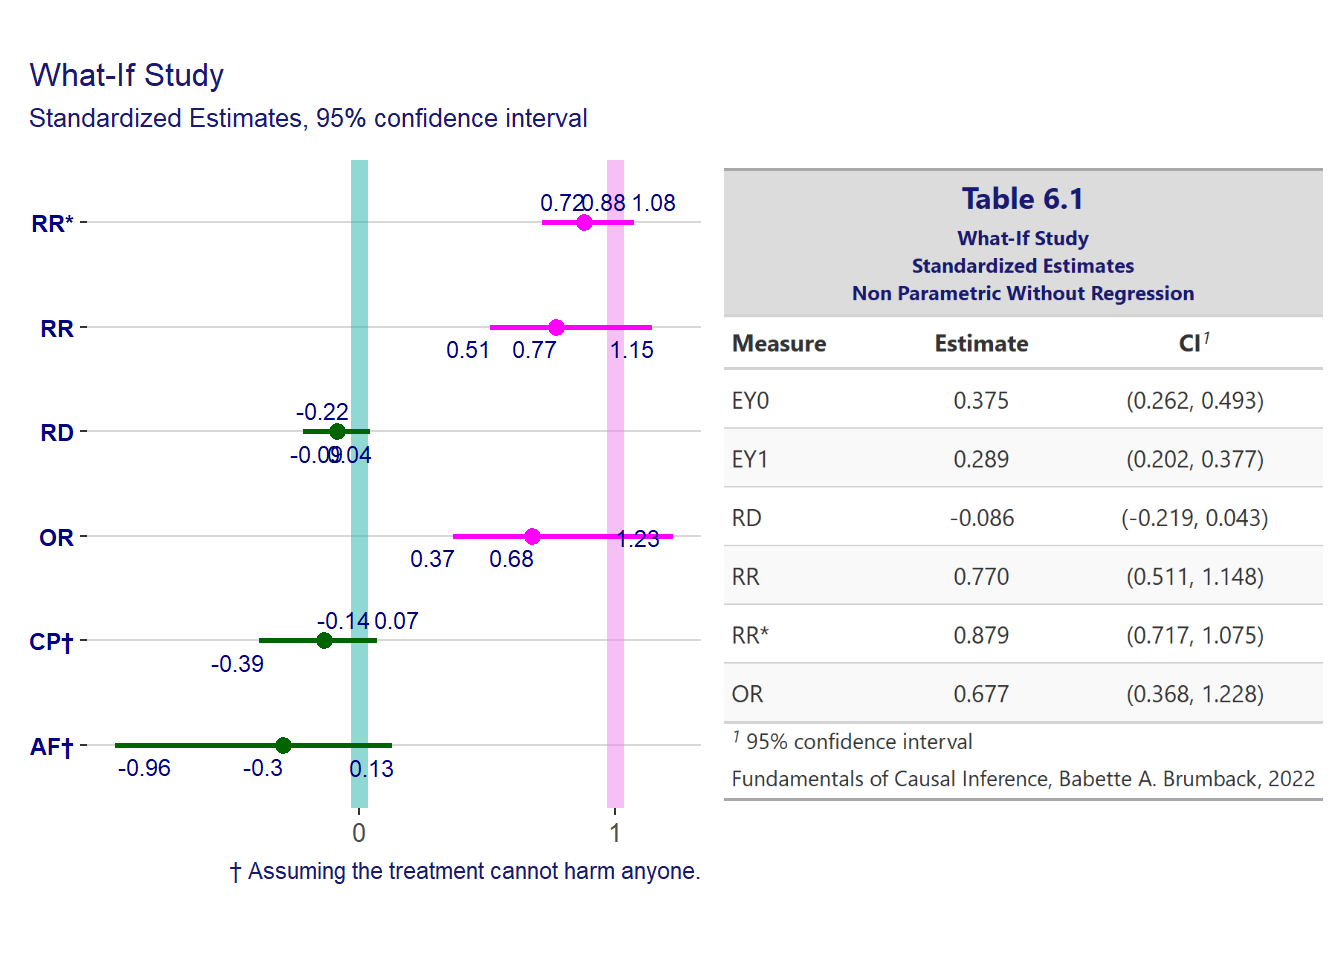 What-If Study
Standardized Estimates, 95% confidence interval
RR*
0.72 0.88 1.08
RR
0.51 0.77 1.15
RD
-0.22
-0.09 0.04
OR
1.23
0.37 0.68
CP†
-0.14 0.07
-0.39
AF†
-0.96 -0.3 0.13
0 1
† Assuming the treatment cannot harm anyone.
Table 6.1
What-If Study
Standardized Estimates
Non Parametric Without Regression
Measure Estimate CI1
EY0 0.375 (0.262, 0.493)
EY1 0.289 (0.202, 0.377)
RD -0.086 (-0.219, 0.043)
RR 0.770 (0.511, 1.148)
RR* 0.879 (0.717, 1.075)
OR 0.677 (0.368, 1.228)
1 95% confidence interval
Fundamentals of Causal Inference, Babette A. Brumback, 2022